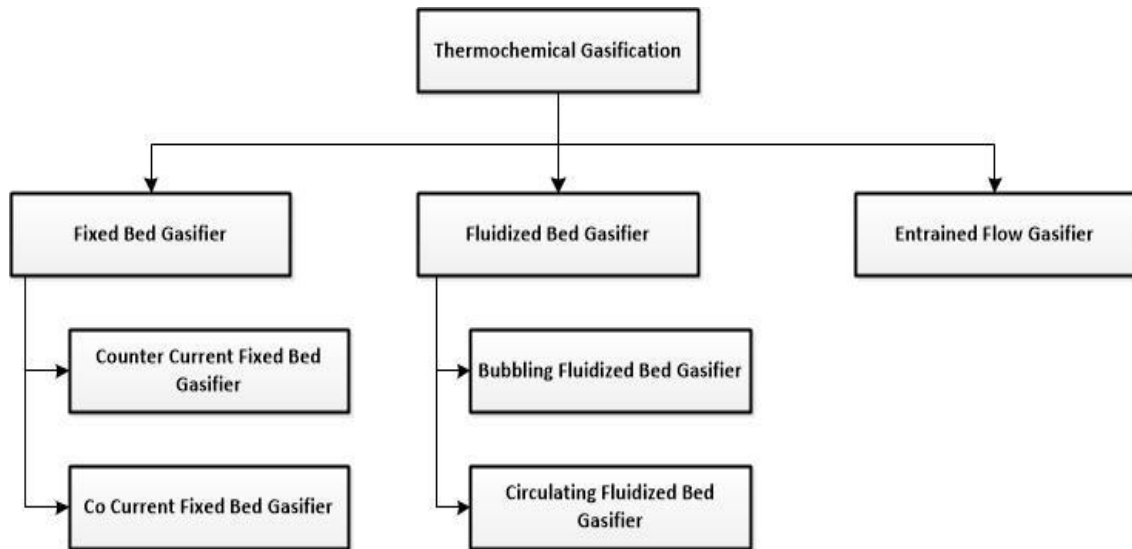 Thermochemical Gasification
Fixed Bed Gasifier
Fluidized Bed Gasifier
Entrained Flow Gasifier
Counter Current Fixed Bed
Gasifier
Bubbling Fluidized Bed Gasifier
Co Current Fixed Bed Gasifier
Circulating Fluidized Bed
Gasifier